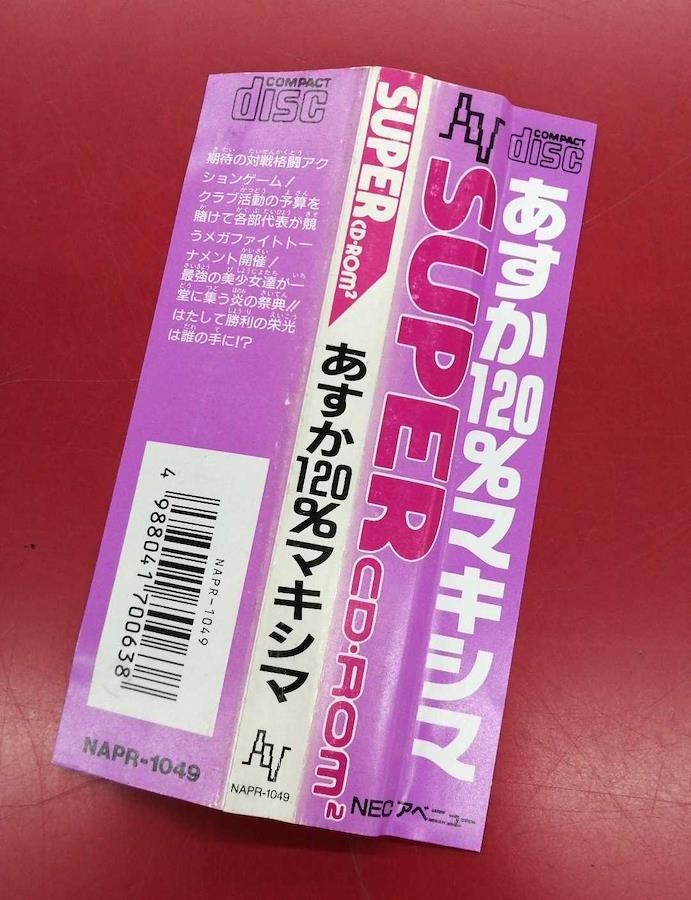 COMPACT
disc
期待の対戦格闘アク
ションゲーム!
クラブ活動の予算を
賭けて各部代表が競
うメガファイトトー
ナメント開催!
最強の美少女達が一
堂に集う炎の祭典!!
はたして勝利の栄光
は誰の手に!?
NAPR-1049
4 988041 700638
NAPR-1049
SUPER CD-ROM²
あすか120%マキシマ
NAPR-1049
SUPER CD-ROM²
COMPACT
disc
あすか120%マキシマ
NEC アベニュー